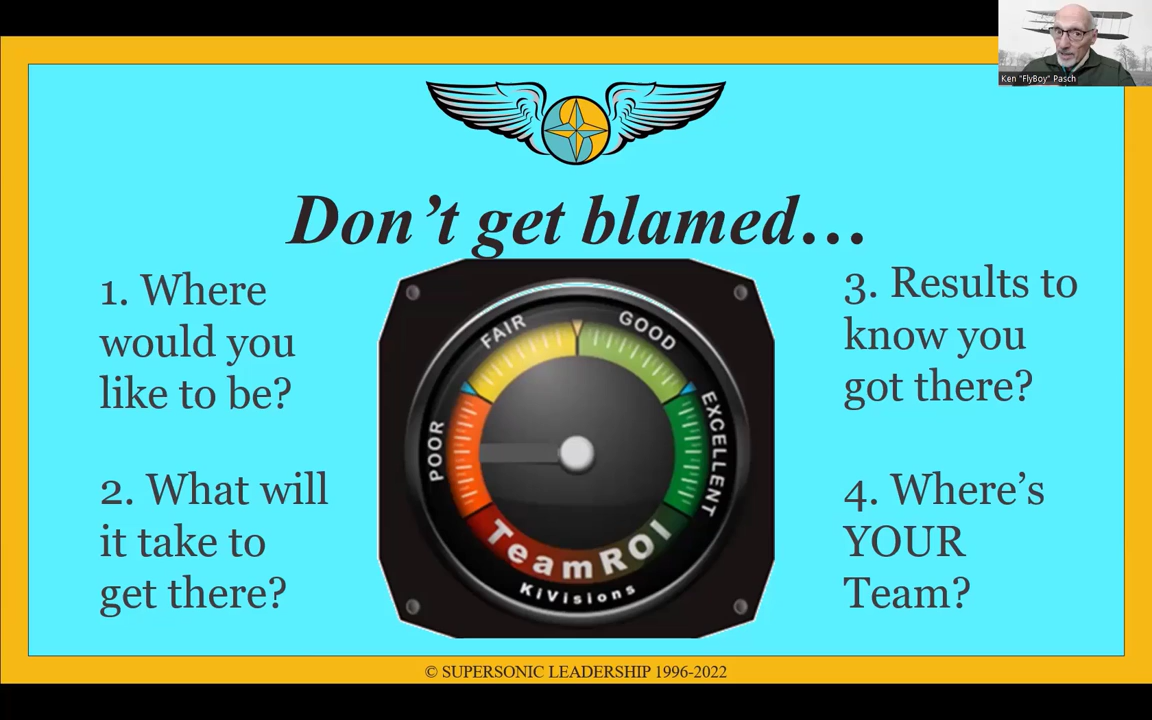 Ken "FlyBoy" Pasch
Don't get blamed…
1. Where
would you
like to be?
2. What will
it take to
get there?
FAIR
GOOD
POOR
EXCELLENT
TeamROI
KiVisions
3. Results to
know you
got there?
4. Where's
YOUR
Team?
© SUPERSONIC LEADERSHIP 1996-2022